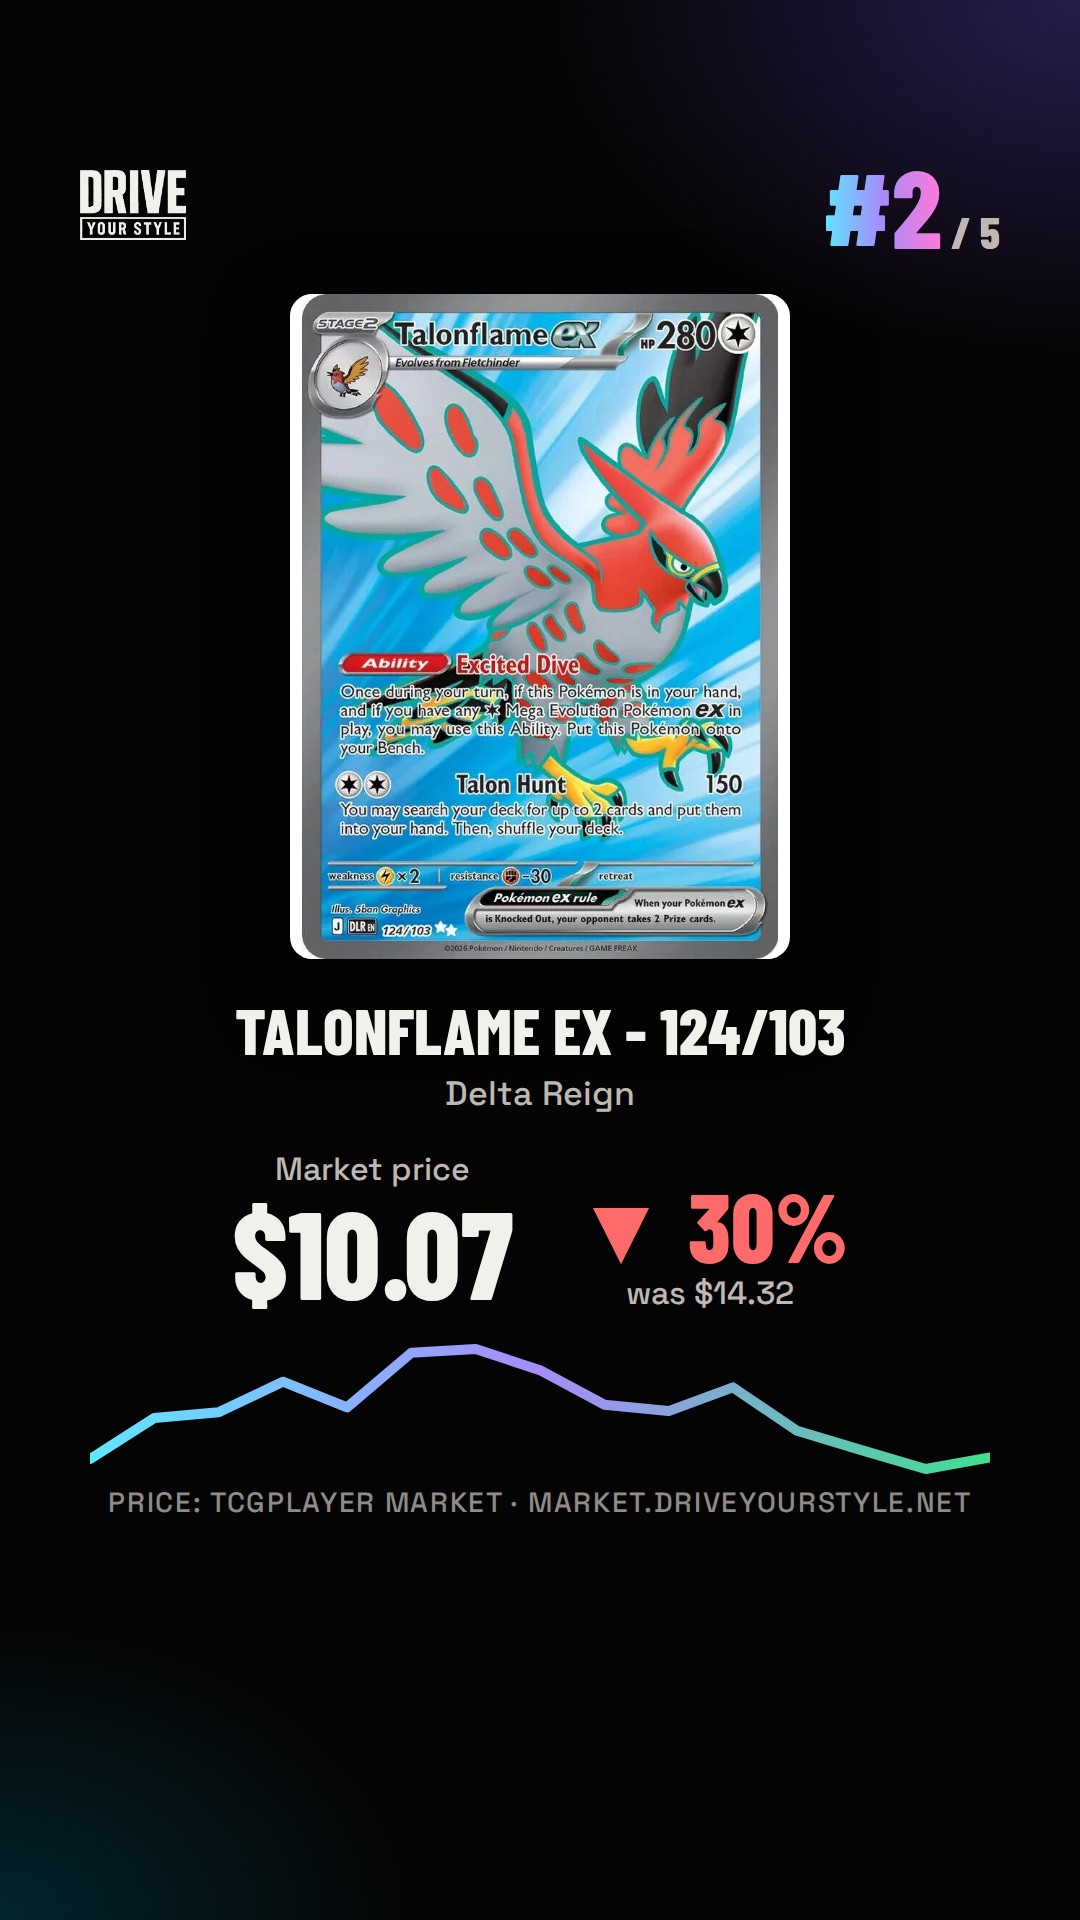 DRIVE
YOUR STYLE
#2 / 5
STAGE2
Talonflame ex
HP 280
Evolves from Fletchinder
Ability Excited Dive
Once during your turn, if this Pokémon is in your hand,
and if you have any Mega Evolution Pokémon ex in
play, you may use this Ability. Put this Pokémon onto
your Bench.
Talon Hunt 150
You may search your deck for up to 2 cards and put them
into your hand. Then, shuffle your deck.
weakness ×2 resistance -30 retreat
Pokémon ex rule When your Pokémon ex
is Knocked Out, your opponent takes 2 Prize cards.
Illus. 5ban Graphics
J DLR EN 124/103
©2026 Pokémon / Nintendo / Creatures / GAME FREAK
TALONFLAME EX - 124/103
Delta Reign
Market price
$10.07
▼ 30%
was $14.32
PRICE: TCGPLAYER MARKET · MARKET.DRIVEYOURSTYLE.NET